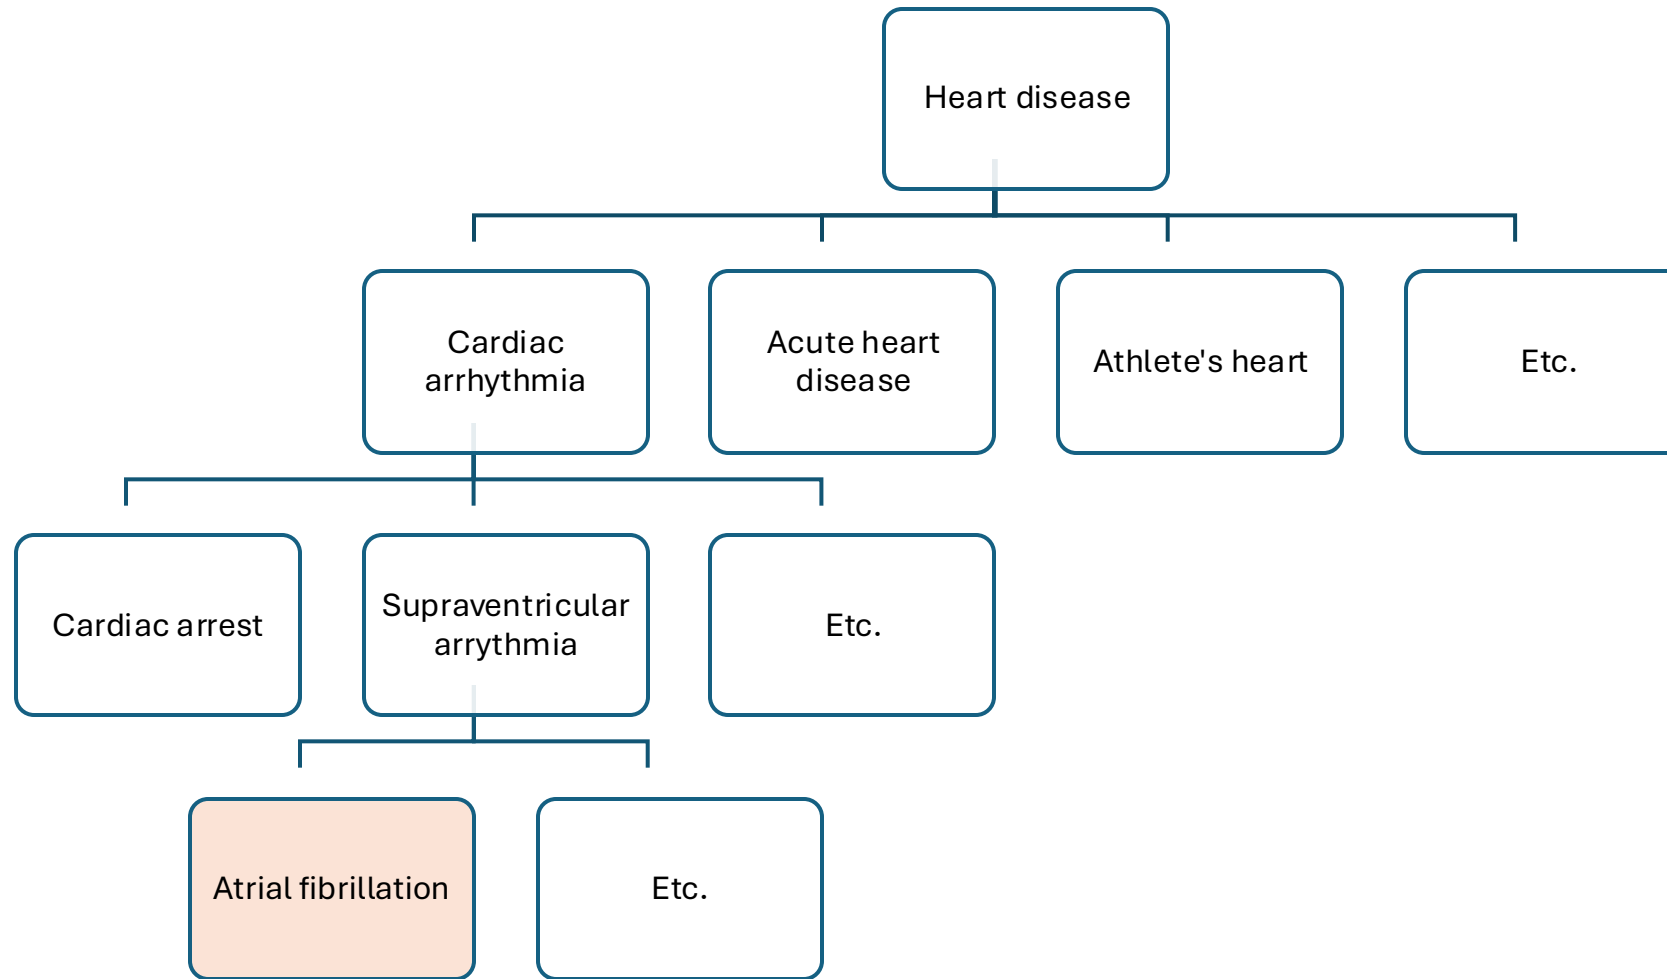 Heart disease
Cardiac
arrhythmia
Acute heart
disease
Athlete's heart
Etc.
Cardiac arrest
Supraventricular
arrythmia
Etc.
Atrial fibrillation
Etc.